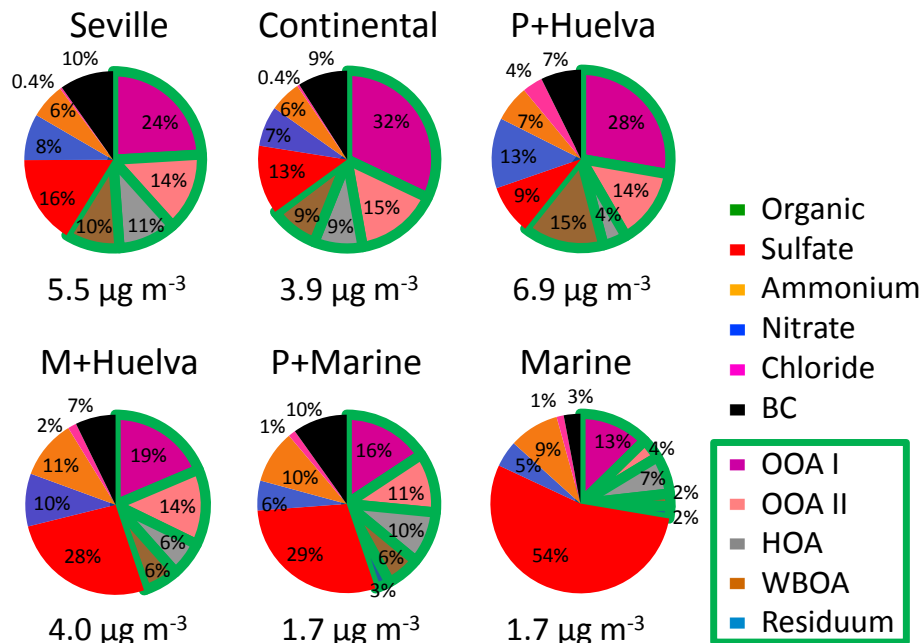 Seville
10%
0.4%
6%
24%
8%
14%
16%
10%
11%
5.5 µg m-3
Continental
9%
0.4%
6%
32%
7%
13%
15%
9%
9%
3.9 µg m-3
P+Huelva
7%
4%
7%
28%
13%
14%
9%
4%
15%
6.9 µg m-3
M+Huelva
7%
2%
11%
19%
10%
14%
28%
6%
6%
4.0 µg m-3
P+Marine
10%
1%
10%
16%
6%
11%
10%
29%
6%
3%
1.7 µg m-3
Marine
3%
1%
9%
13%
4%
5%
7%
2%
2%
54%
1.7 µg m-3
Organic
Sulfate
Ammonium
Nitrate
Chloride
BC
OOA I
OOA II
HOA
WBOA
Residuum